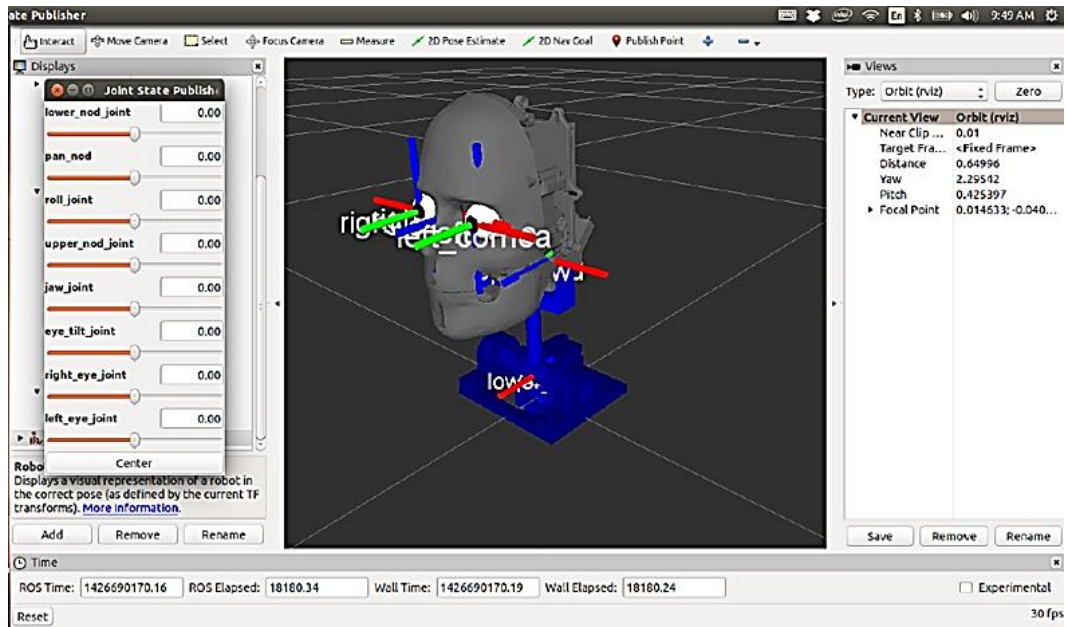 ate Publisher
En
9:49 AM
Interact Move Camera Select Focus Camera Measure 2D Pose Estimate 2D Nav Goal Publish Point
Displays
Joint State Publish
lower_nod_joint 0.00
pan_nod 0.00
roll_joint 0.00
upper_nod_joint 0.00
jaw_joint 0.00
eye_tilt_joint 0.00
right_eye_joint 0.00
left_eye_joint 0.00
Center
Robo
Displays a visual representation of a robot in
the correct pose (as defined by the current TF
transforms). More Information.
Add Remove Rename
left_cornea
lower_
Views
Type: Orbit (rviz) Zero
Current View Orbit (rviz)
Near Clip ... 0.01
Target Fra... <Fixed Frame>
Distance 0.64996
Yaw 2.29542
Pitch 0.425397
Focal Point 0.014633; -0.040...
Save Remove Rename
Time
ROS Time: 1426690170.16 ROS Elapsed: 18180.34 Wall Time: 1426690170.19 Wall Elapsed: 18180.24 Experimental
Reset 30 fps